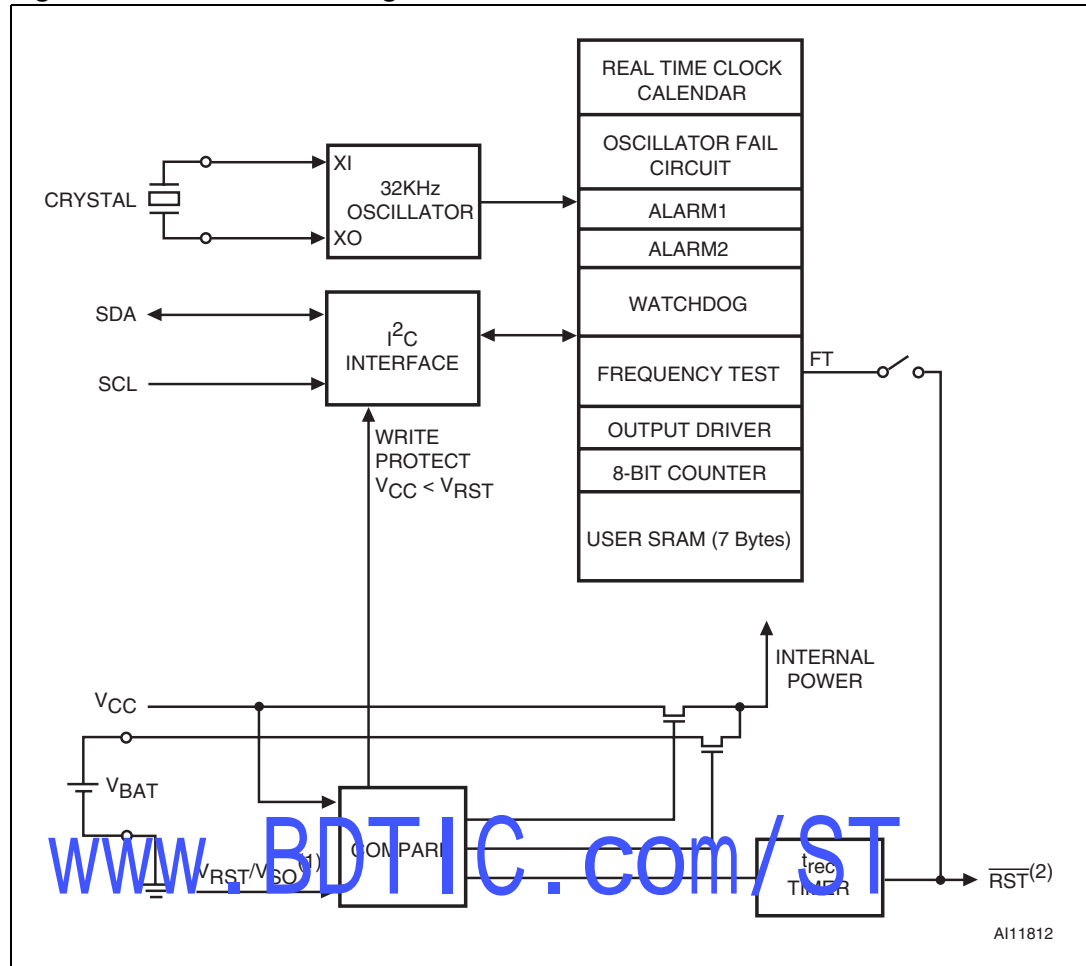 REAL TIME CLOCK
CALENDAR
OSCILLATOR FAIL
CIRCUIT
ALARM1
ALARM2
WATCHDOG
FREQUENCY TEST
OUTPUT DRIVER
8-BIT COUNTER
USER SRAM (7 Bytes)
CRYSTAL
XI
32KHz
OSCILLATOR
XO
SDA
SCL
I2C
INTERFACE
FT
WRITE
PROTECT
VCC < VRST
INTERNAL
POWER
VCC
VBAT
VRST/VSO(1)
COMPARE
trec
TIMER
RST(2)
www.BDTIC.com/ST
AI11812